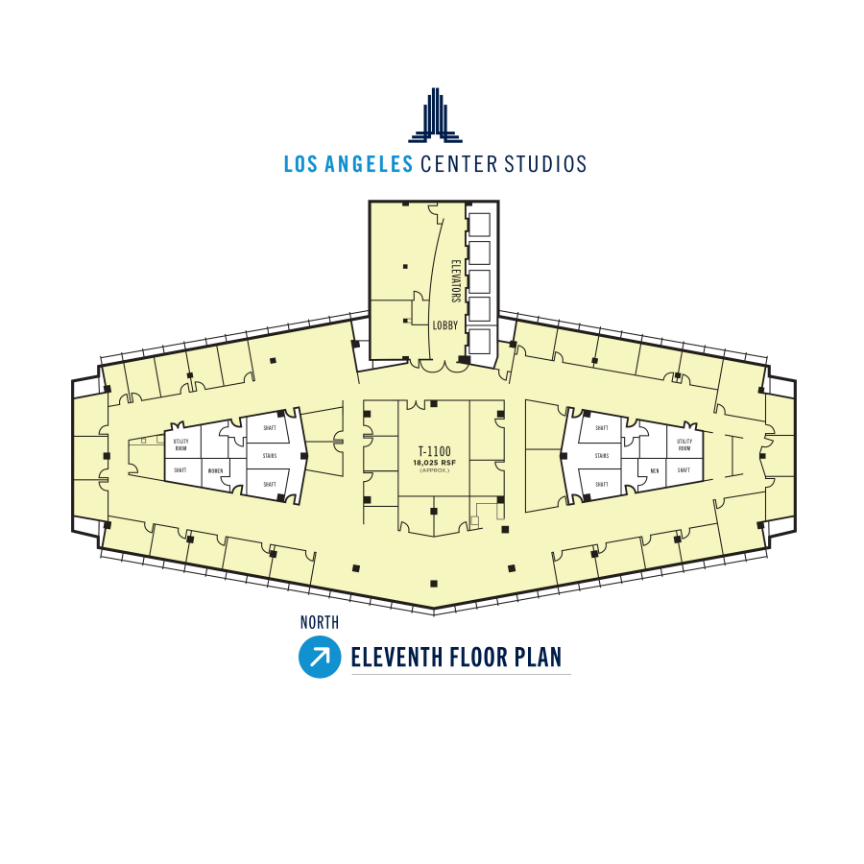 LOS ANGELES CENTER STUDIOS
ELEVATORS
LOBBY
SHAFT
UTILITY
ROOM
STAIRS
SHAFT
WOMEN
SHAFT
T-1100
18,025 RSF
(APPROX.)
SHAFT
UTILITY
ROOM
STAIRS
MEN
SHAFT
SHAFT
NORTH
ELEVENTH FLOOR PLAN